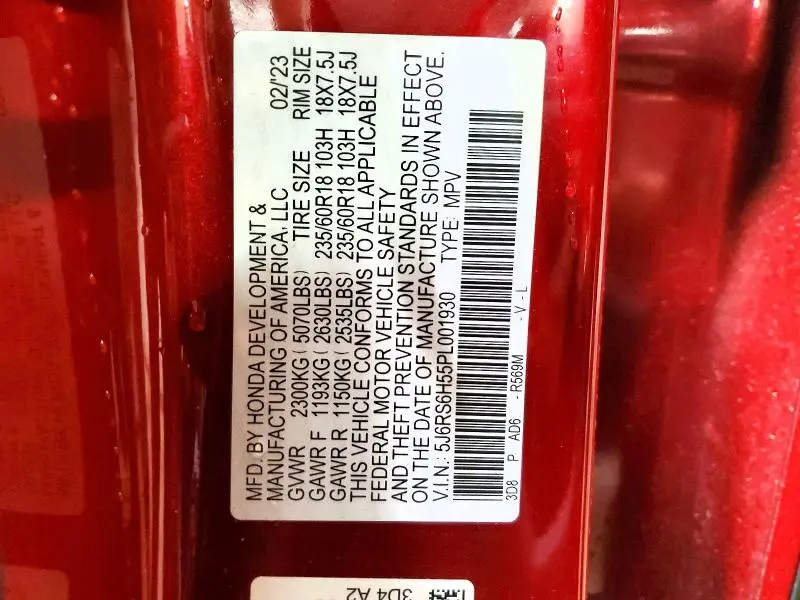 MFD. BY HONDA DEVELOPMENT &
MANUFACTURING OF AMERICA, LLC 02/'23
GVWR 2300KG ( 5070LBS) TIRE SIZE RIM SIZE
GAWR F 1193KG ( 2630LBS) 235/60R18 103H 18X7.5J
GAWR R 1150KG ( 2535LBS) 235/60R18 103H 18X7.5J
THIS VEHICLE CONFORMS TO ALL APPLICABLE
FEDERAL MOTOR VEHICLE SAFETY
AND THEFT PREVENTION STANDARDS IN EFFECT
ON THE DATE OF MANUFACTURE SHOWN ABOVE.
V.I.N.: 5J6RS6H55PL001930 TYPE: MPV
3D8 P AD6 - R569M - V - L
3D4 A2